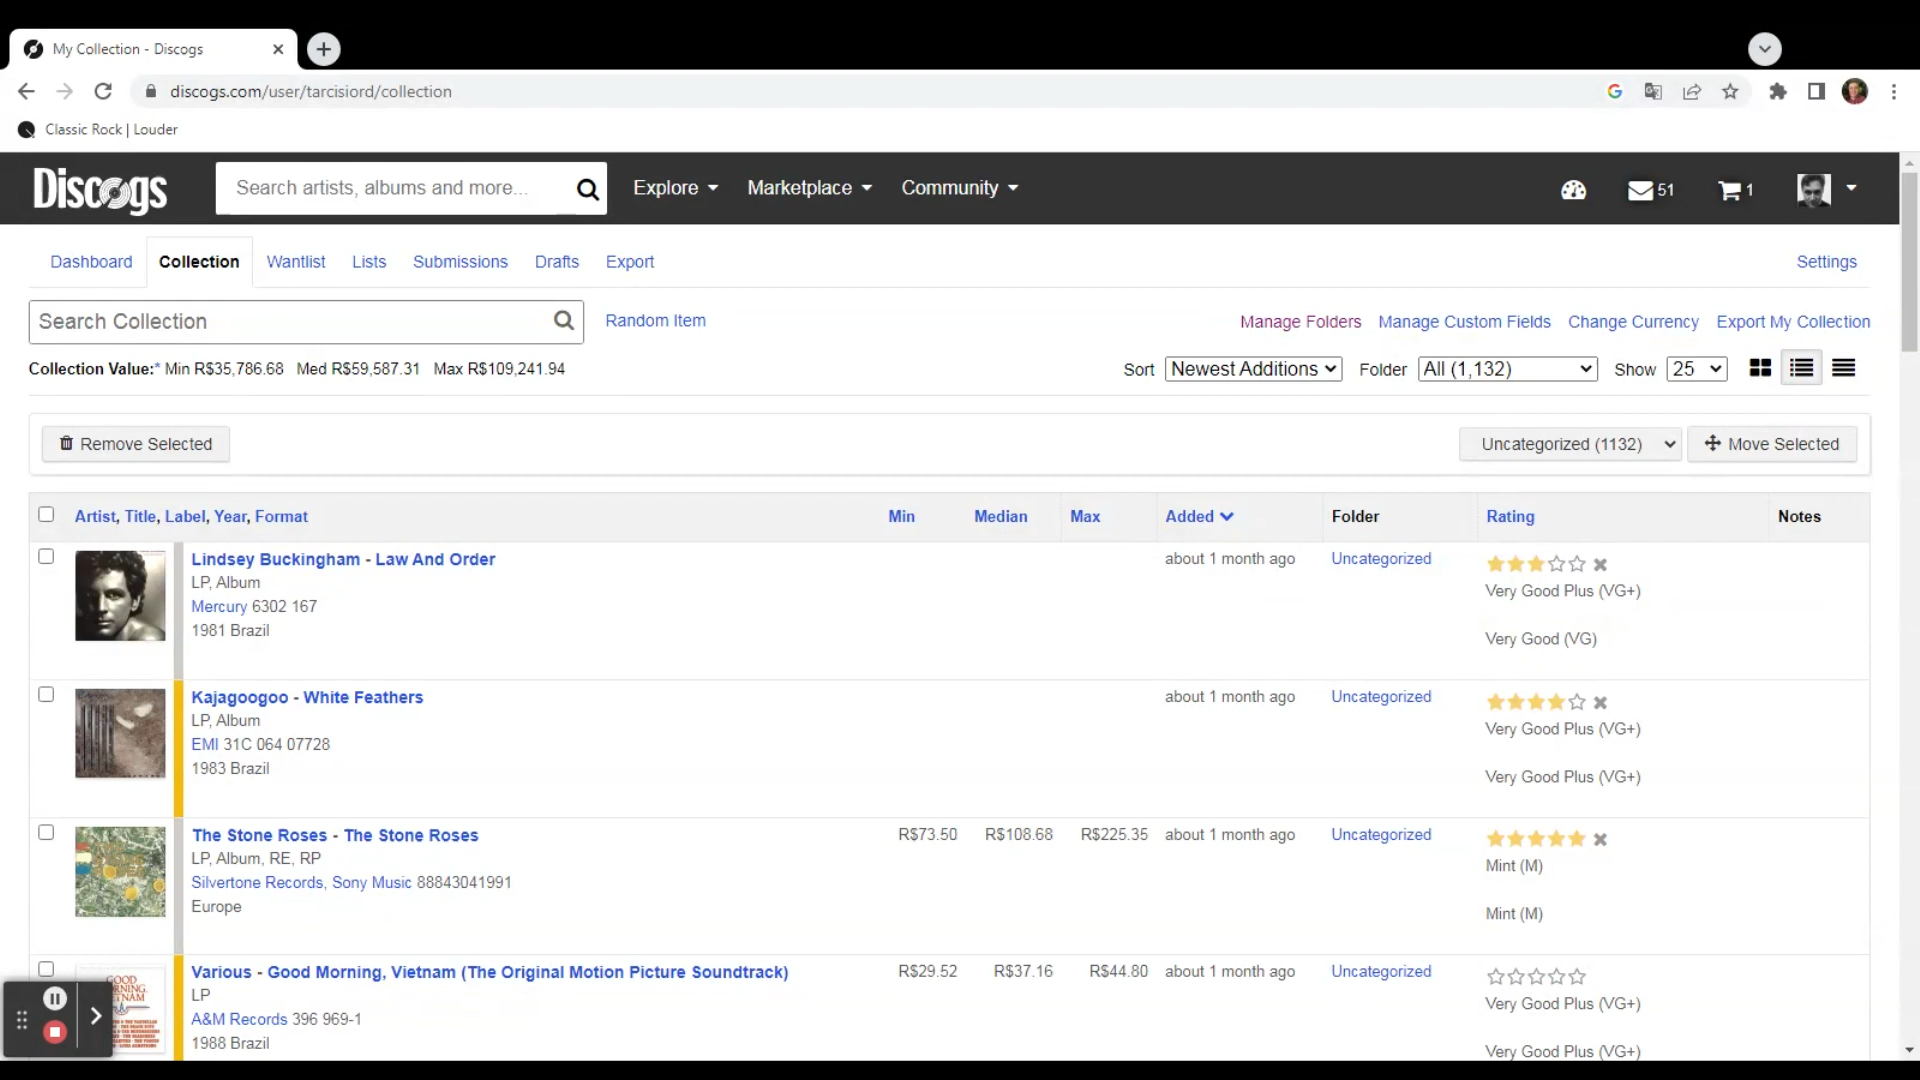 My Collection - Discogs
discogs.com/user/tarcisiord/collection
Classic Rock | Louder
Discogs
Search artists, albums and more...
Explore
Marketplace
Community
51
1
Dashboard
Collection
Wantlist
Lists
Submissions
Drafts
Export
Settings
Search Collection
Random Item
Manage Folders
Manage Custom Fields
Change Currency
Export My Collection
Collection Value:* Min R$35,786.68 Med R$59,587.31 Max R$109,241.94
Sort Newest Additions Folder All (1,132) Show 25
Remove Selected
Uncategorized (1132)
Move Selected
Artist, Title, Label, Year, Format Min Median Max Added Folder Rating Notes
Lindsey Buckingham - Law And Order
LP, Album
Mercury 6302 167
1981 Brazil
about 1 month ago
Uncategorized
Very Good Plus (VG+)
Very Good (VG)
Kajagoogoo - White Feathers
LP, Album
EMI 31C 064 07728
1983 Brazil
about 1 month ago
Uncategorized
Very Good Plus (VG+)
Very Good Plus (VG+)
The Stone Roses - The Stone Roses
LP, Album, RE, RP
Silvertone Records, Sony Music 88843041991
Europe
R$73.50 R$108.68 R$225.35 about 1 month ago
Uncategorized
Mint (M)
Mint (M)
Various - Good Morning, Vietnam (The Original Motion Picture Soundtrack)
LP
A&M Records 396 969-1
1988 Brazil
R$29.52 R$37.16 R$44.80 about 1 month ago
Uncategorized
Very Good Plus (VG+)
Very Good Plus (VG+)